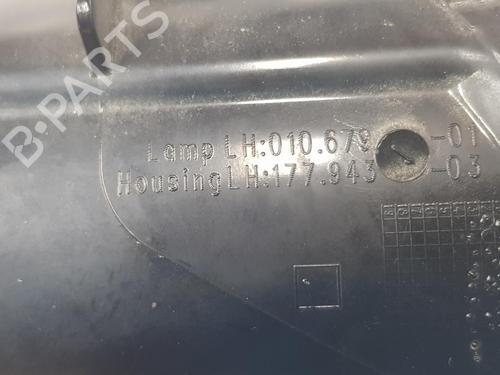 B-PARTS
Lamp LH:010.679 -01
Housing LH:177.943 -03